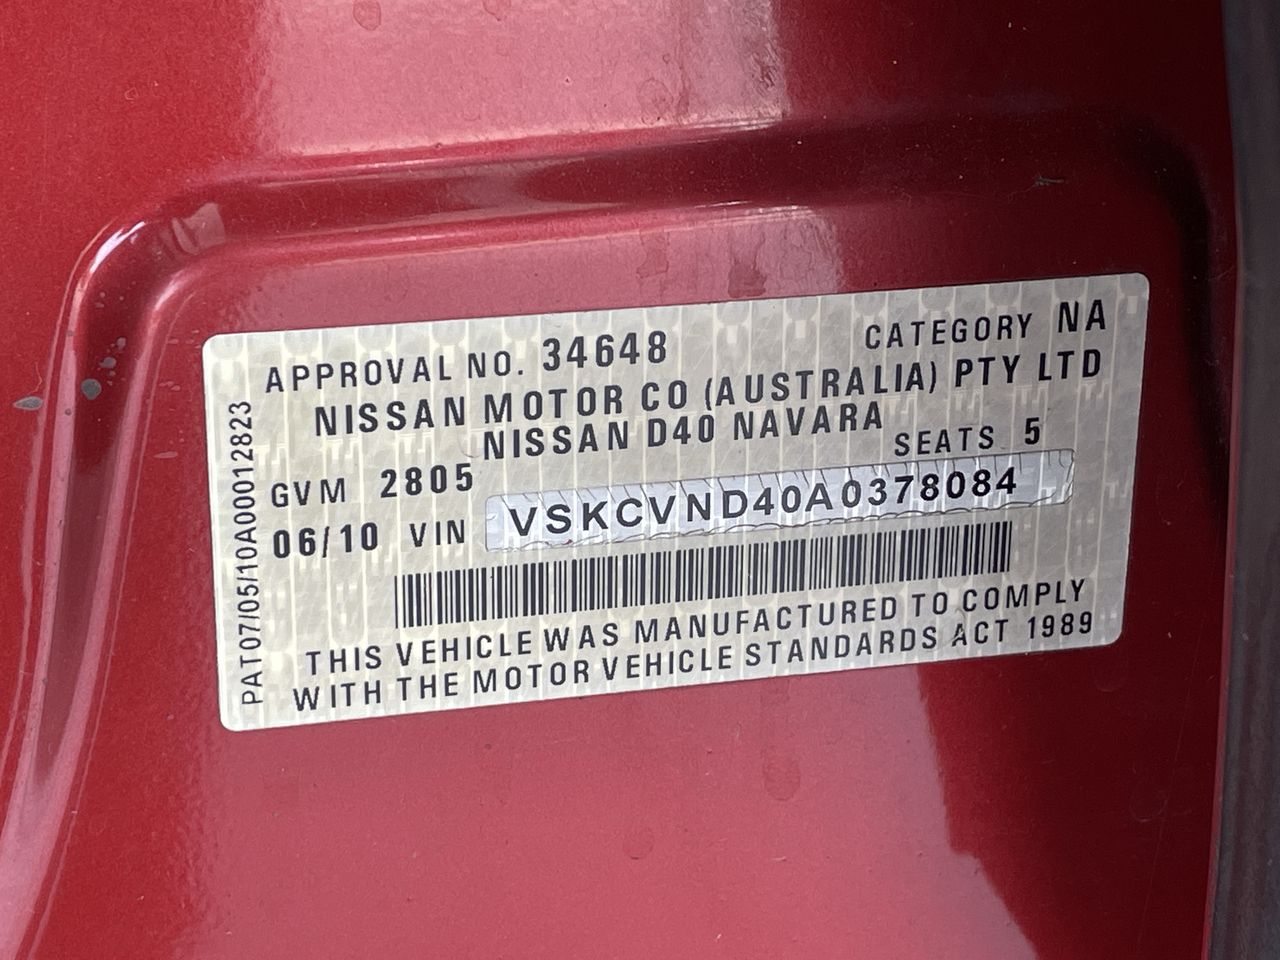 APPROVAL NO. 34648 CATEGORY NA
NISSAN MOTOR CO (AUSTRALIA) PTY LTD
NISSAN D40 NAVARA
GVM 2805 SEATS 5
06/10 VIN VSKCVND40A0378084
THIS VEHICLE WAS MANUFACTURED TO COMPLY
WITH THE MOTOR VEHICLE STANDARDS ACT 1989
PAT07/05/10A00012823